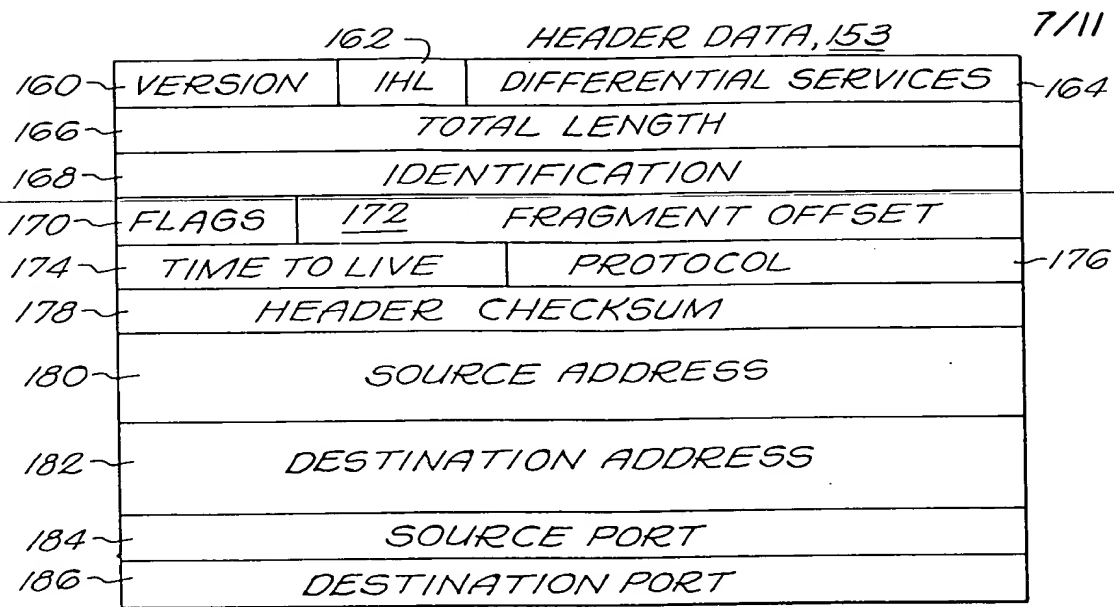 7/11
162 HEADER DATA, 153
160 VERSION IHL DIFFERENTIAL SERVICES 164
166 TOTAL LENGTH
168 IDENTIFICATION
170 FLAGS 172 FRAGMENT OFFSET
174 TIME TO LIVE PROTOCOL 176
178 HEADER CHECKSUM
180 SOURCE ADDRESS
182 DESTINATION ADDRESS
184 SOURCE PORT
186 DESTINATION PORT